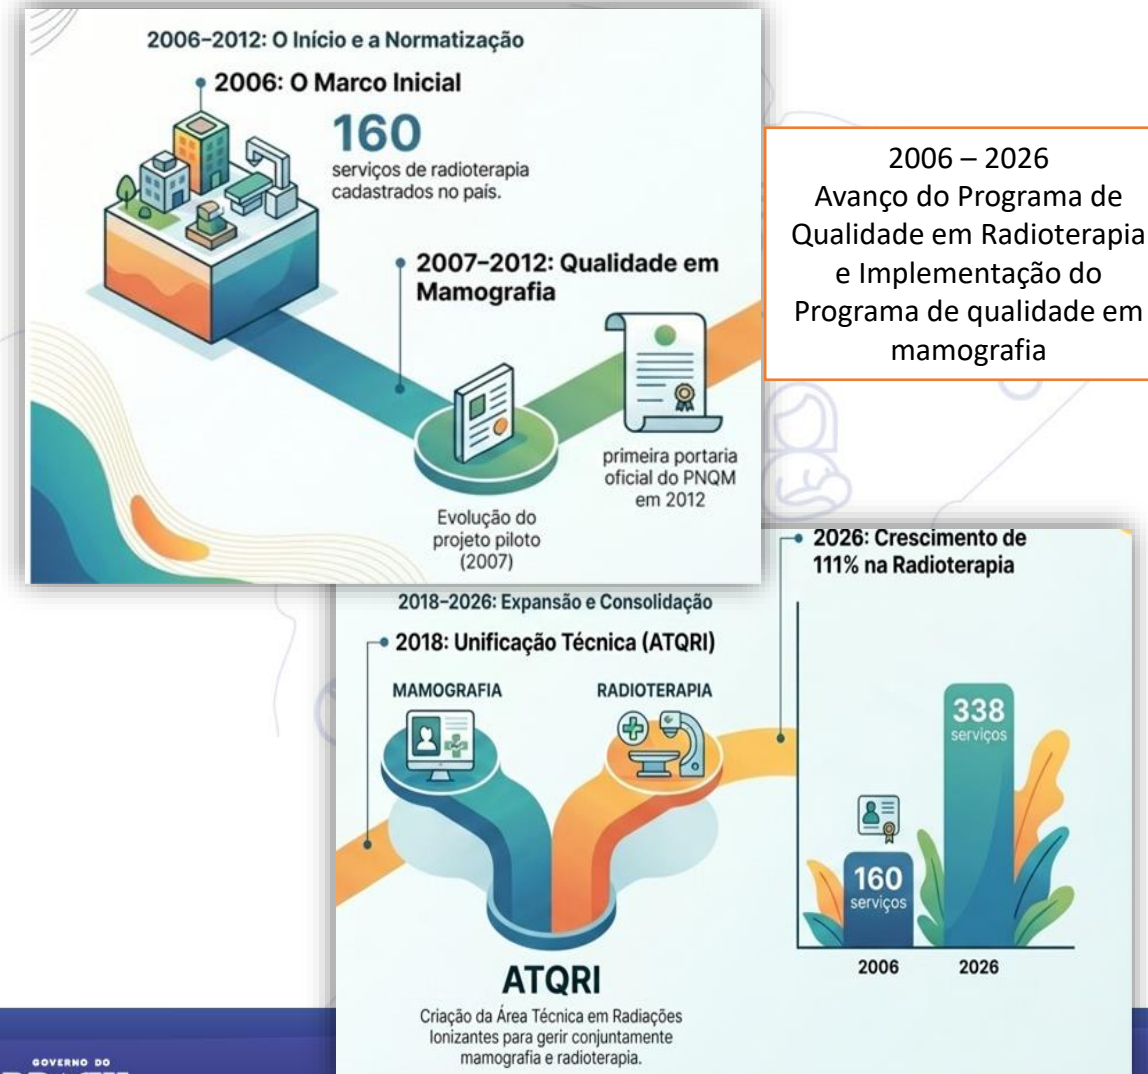 2006–2012: O Início e a Normatização
2006: O Marco Inicial
160
serviços de radioterapia
cadastrados no país.
2007–2012: Qualidade em
Mamografia
primeira portaria
oficial do PNQM
em 2012
Evolução do
projeto piloto
(2007)
2006 – 2026
Avanço do Programa de
Qualidade em Radioterapia
e Implementação do
Programa de qualidade em
mamografia
2018–2026: Expansão e Consolidação
2018: Unificação Técnica (ATQRI)
MAMOGRAFIA
RADIOTERAPIA
ATQRI
Criação da Área Técnica em Radiações
Ionizantes para gerir conjuntamente
mamografia e radioterapia.
2026: Crescimento de
111% na Radioterapia
338
serviços
160
serviços
2006
2026
GOVERNO DO